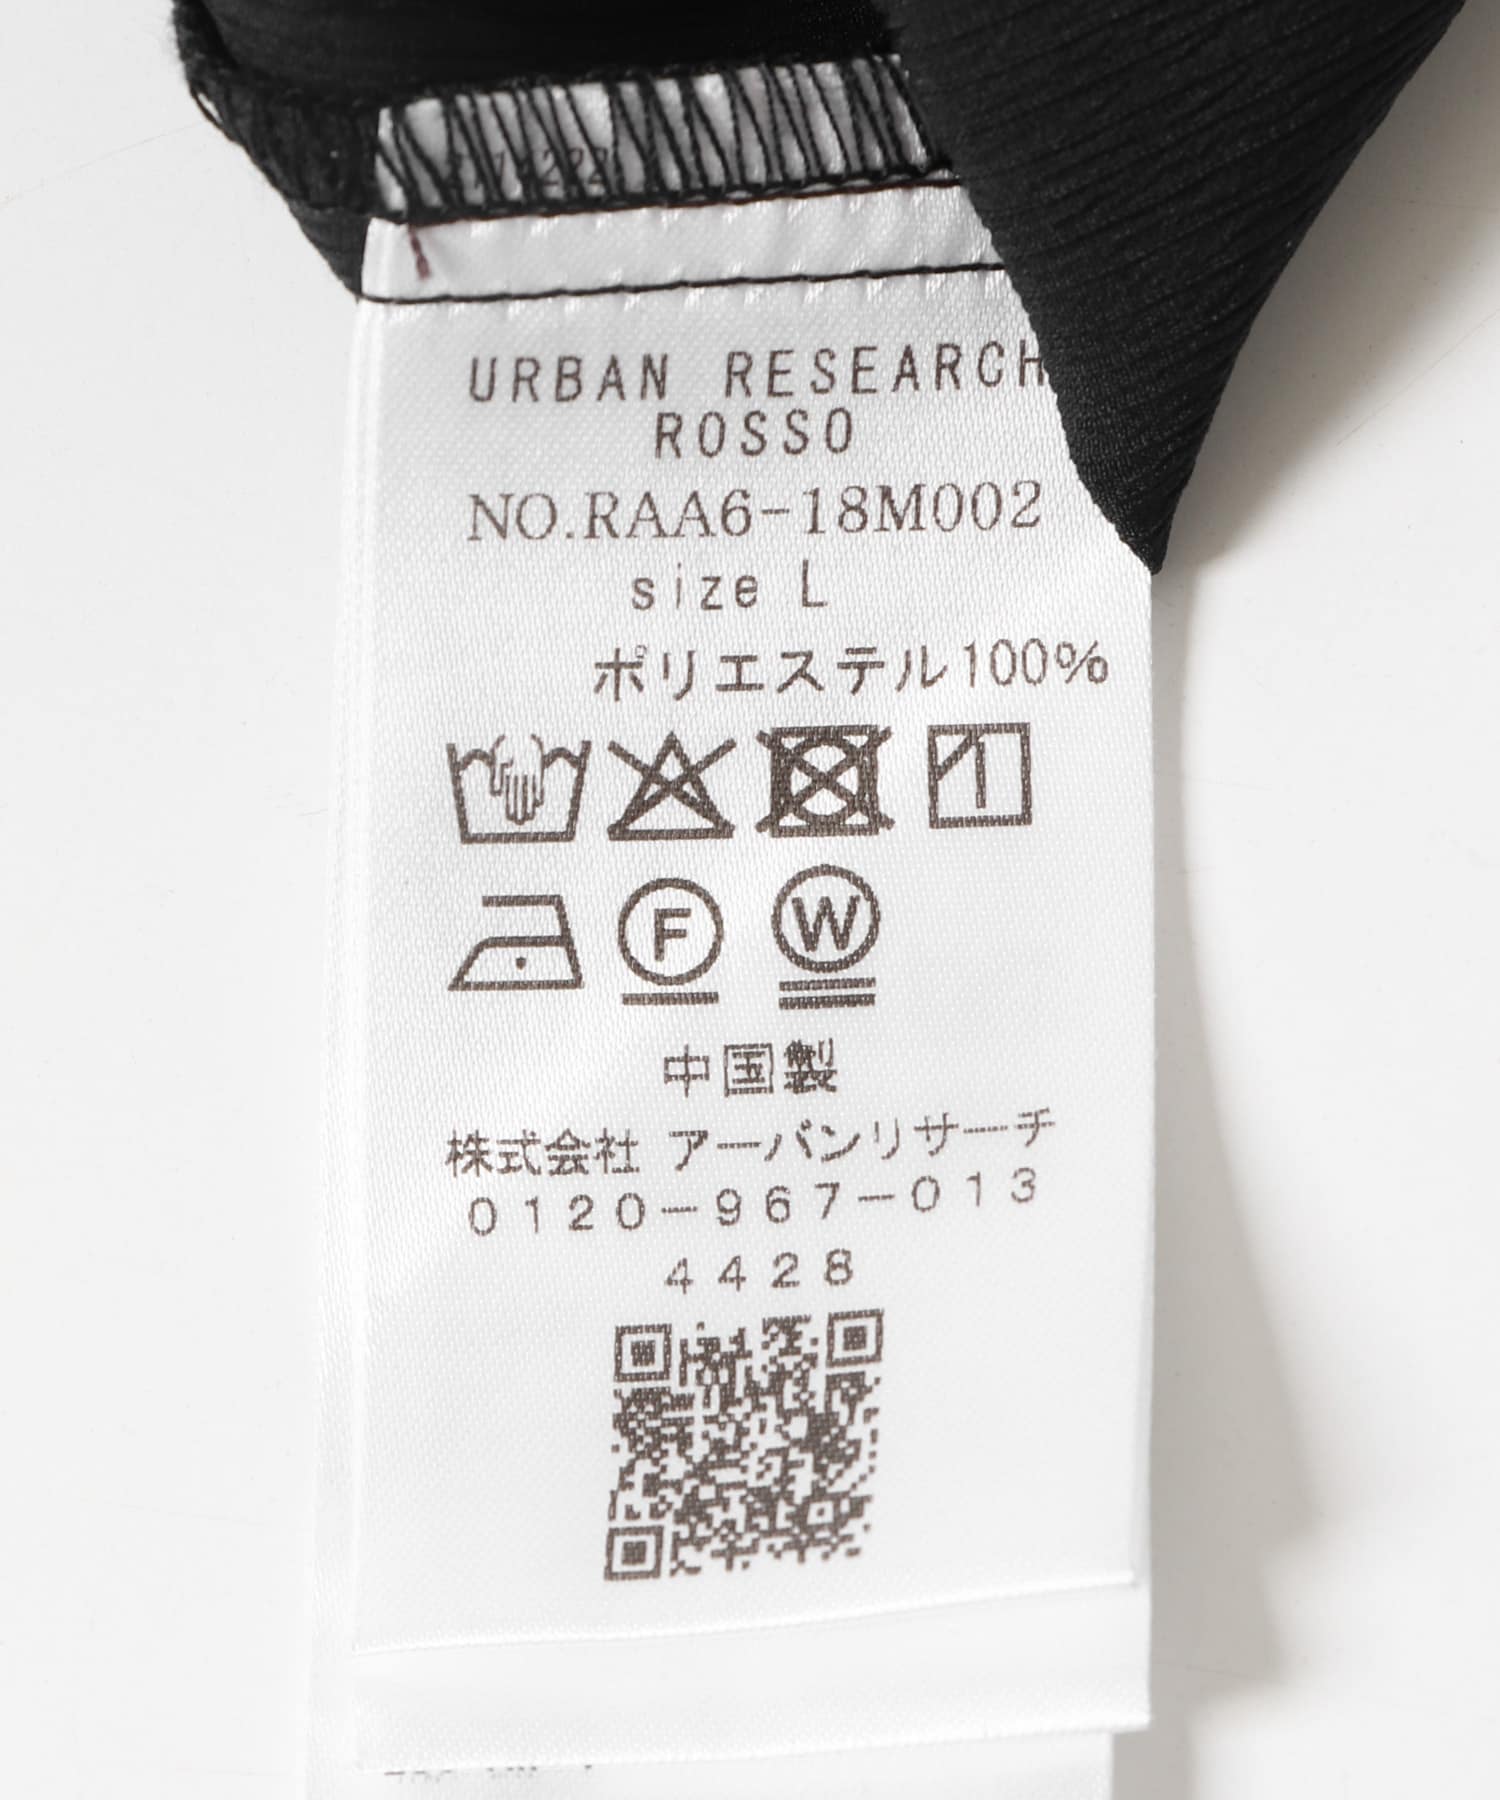 URBAN RESEARCH
ROSSO
NO.RAA6-18M002
size L
ポリエステル100%
F W
中国製
株式会社 アーバンリサーチ
0120-967-013
4428